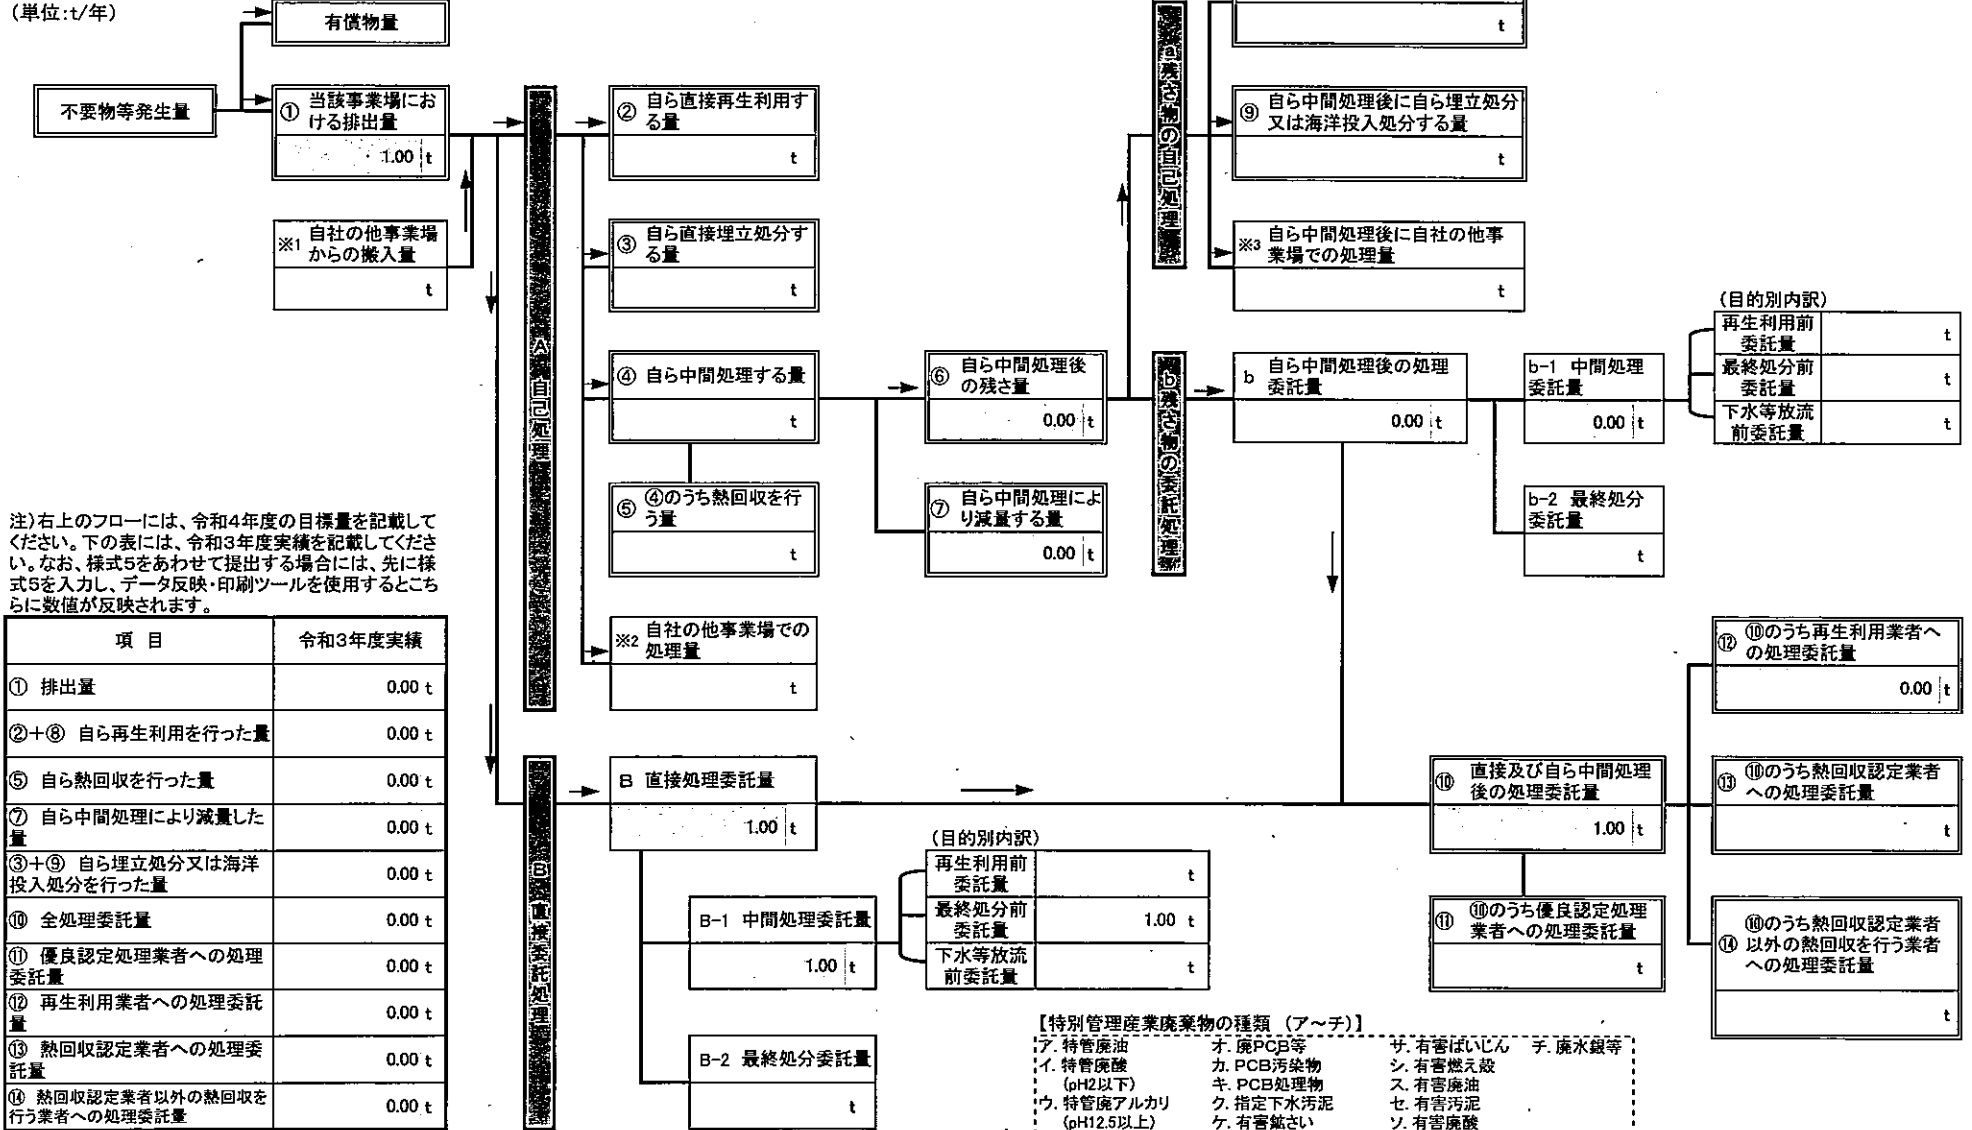 (単位:t/年)
有償物量
不要物等発生量
① 当該事業場にお
ける排出量
1.00 t
※1 自社の他事業場
からの搬入量
t
A
自己処理
② 自ら直接再生利用す
る量
t
③ 自ら直接埋立処分す
る量
t
④ 自ら中間処理する量
t
⑤ ④のうち熱回収を行
う量
t
※2 自社の他事業場での
処理量
t
⑥ 自ら中間処理後
の残さ量
0.00 t
⑦ 自ら中間処理によ
り減量する量
0.00 t
a残さ物の自己処理
t
⑨ 自ら中間処理後に自ら埋立処分
又は海洋投入処分する量
t
※3 自ら中間処理後に自社の他事
業場での処理量
t
b残さ物の委託処理
b 自ら中間処理後の処理
委託量
0.00 t
b-1 中間処理
委託量
0.00 t
b-2 最終処分
委託量
t
(目的別内訳)
再生利用前
委託量
t
最終処分前
委託量
t
下水等放流
前委託量
t
注)右上のフローには、令和4年度の目標量を記載して
ください。下の表には、令和3年度実績を記載してくださ
い。なお、様式5をあわせて提出する場合には、先に様
式5を入力し、データ反映・印刷ツールを使用するとこち
らに数値が反映されます。
項 目 令和3年度実績
① 排出量 0.00 t
②+⑧ 自ら再生利用を行った量 0.00 t
⑤ 自ら熱回収を行った量 0.00 t
⑦ 自ら中間処理により減量した
量 0.00 t
③+⑨ 自ら埋立処分又は海洋
投入処分を行った量 0.00 t
⑩ 全処理委託量 0.00 t
⑪ 優良認定処理業者への処理
委託量 0.00 t
⑫ 再生利用業者への処理委託
量 0.00 t
⑬ 熱回収認定業者への処理委
託量 0.00 t
⑭ 熱回収認定業者以外の熱回収を
行う業者への処理委託量 0.00 t
B
直接委託処理
B 直接処理委託量
1.00 t
B-1 中間処理委託量
1.00 t
B-2 最終処分委託量
t
(目的別内訳)
再生利用前
委託量
t
最終処分前
委託量
1.00 t
下水等放流
前委託量
t
⑩ 直接及び自ら中間処理
後の処理委託量
1.00 t
⑪ ⑩のうち優良認定処理
業者への処理委託量
t
⑫ ⑩のうち再生利用業者へ
の処理委託量
0.00 t
⑬ ⑩のうち熱回収認定業者
への処理委託量
t
⑭ ⑩のうち熱回収認定業者
以外の熱回収を行う業者
への処理委託量
t
【特別管理産業廃棄物の種類 (ア~チ)】
ア. 特管廃油 オ. 廃PCB等 サ. 有害ばいじん チ. 廃水銀等
イ. 特管廃酸 カ. PCB汚染物 シ. 有害燃え殻
(pH2以下) キ. PCB処理物 ス. 有害廃油
ウ. 特管廃アルカリ ク. 指定下水汚泥 セ. 有害汚泥
(pH12.5以上) ケ. 有害鉱さい ソ. 有害廃酸